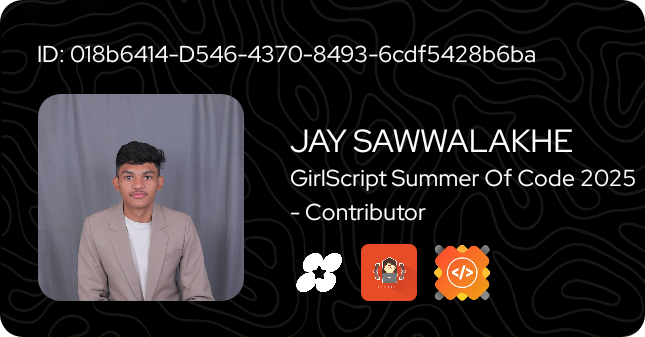 ID: 018b6414-D546-4370-8493-6cdf5428b6ba
JAY SAWWALAKHE
GirlScript Summer Of Code 2025
- Contributor
</>